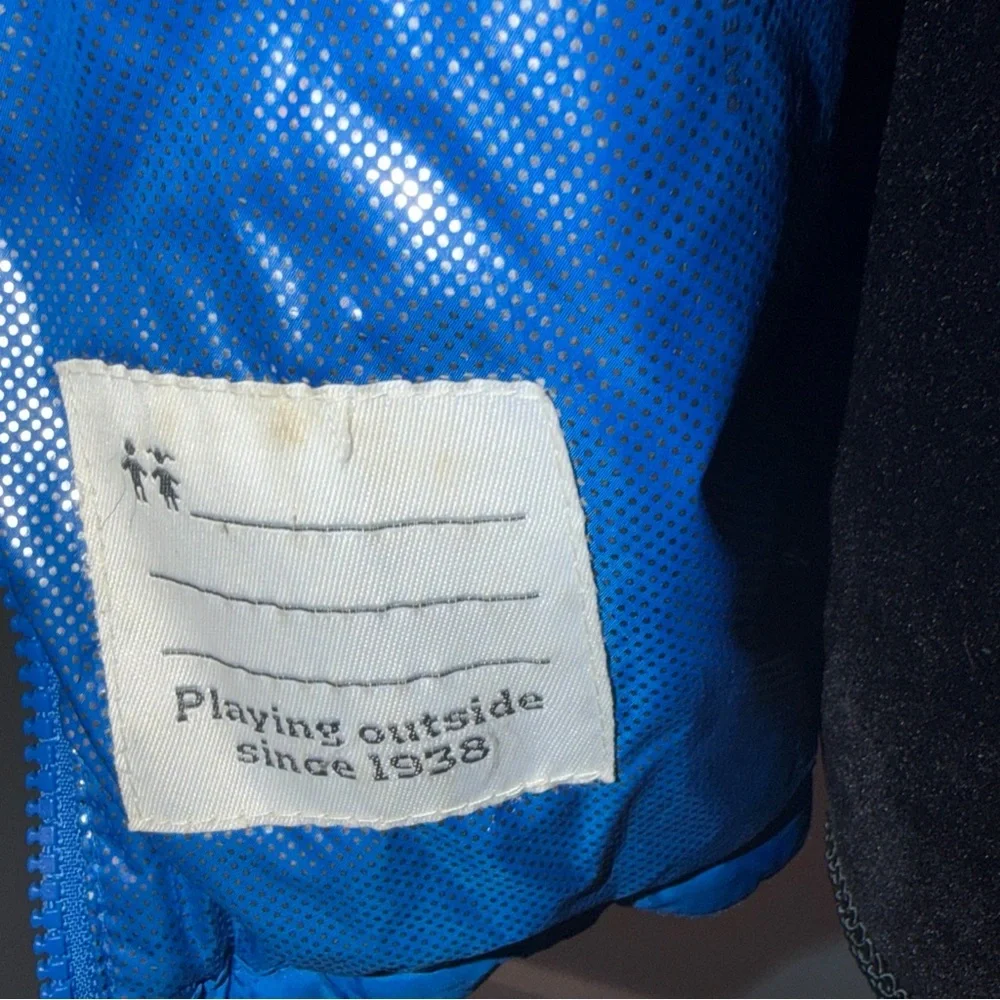 Playing outside
since 1938